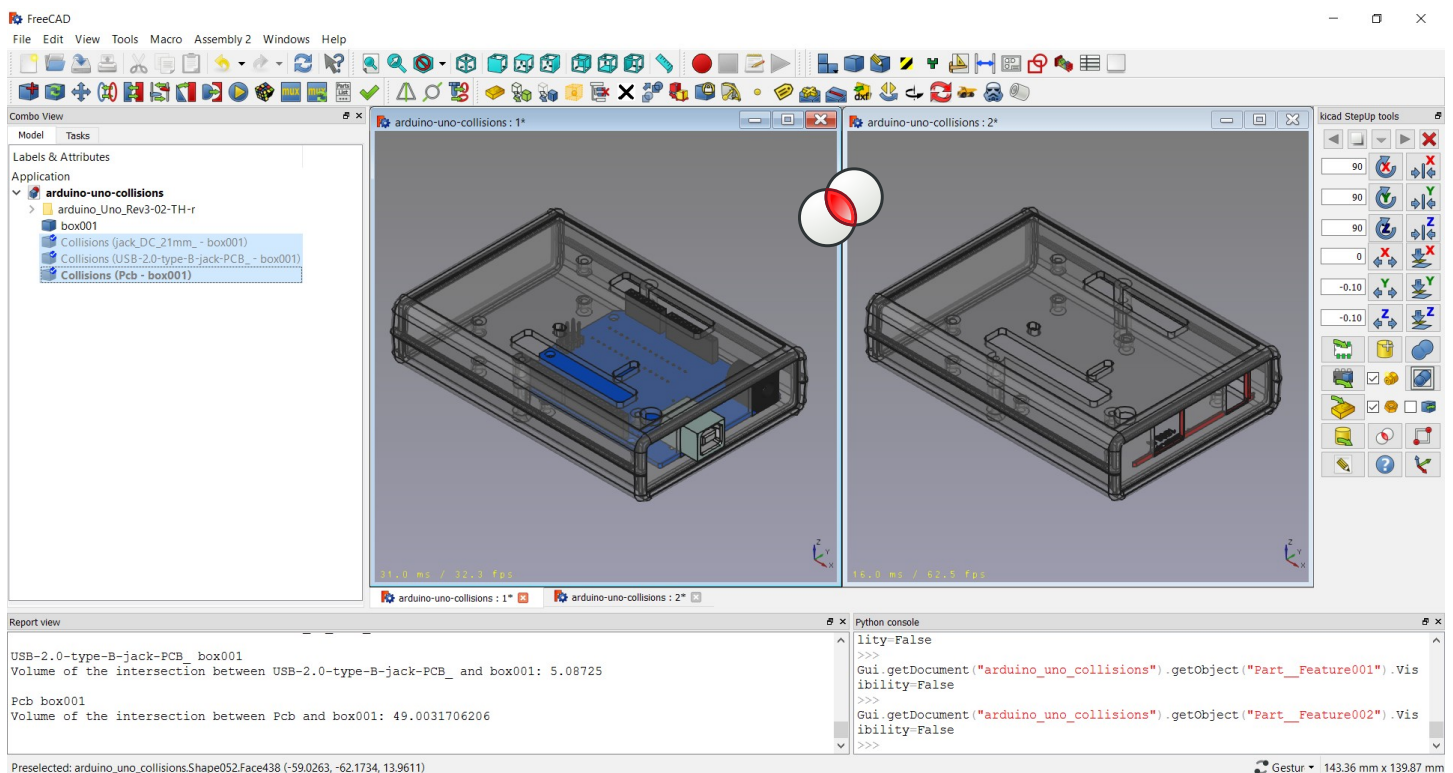 FreeCAD
File Edit View Tools Macro Assembly 2 Windows Help
mux mux Parts List
dxf
Combo View
Model Tasks
Labels & Attributes
Application
arduino-uno-collisions
arduino_Uno_Rev3-02-TH-r
box001
Collisions (jack_DC_21mm_ - box001)
Collisions (USB-2.0-type-B-jack-PCB_ - box001)
Collisions (Pcb - box001)
arduino-uno-collisions : 1*
Z
Y
X
31.0 ms / 32.3 fps
arduino-uno-collisions : 2*
Z
Y
X
16.0 ms / 62.5 fps
arduino-uno-collisions : 1* arduino-uno-collisions : 2*
kicad StepUp tools
90 X X
90 Y Y
90 Z Z
0 X X
-0.10 Y Y
-0.10 Z Z
Report view
USB-2.0-type-B-jack-PCB_ box001
Volume of the intersection between USB-2.0-type-B-jack-PCB_ and box001: 5.08725
Pcb box001
Volume of the intersection between Pcb and box001: 49.0031706206
Python console
lity=False
>>>
Gui.getDocument("arduino_uno_collisions").getObject("Part__Feature001").Vis
ibility=False
>>>
Gui.getDocument("arduino_uno_collisions").getObject("Part__Feature002").Vis
ibility=False
>>>
Preselected: arduino_uno_collisions.Shape052.Face438 (-59.0263, -62.1734, 13.9611)
Gestur 143.36 mm x 139.87 mm